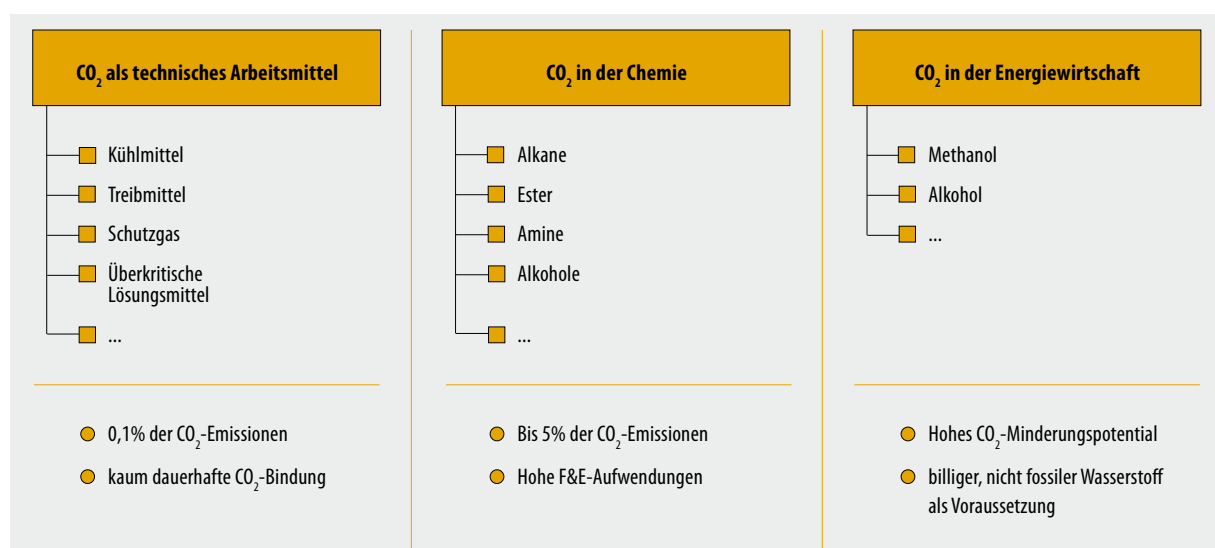 CO₂ als technisches Arbeitsmittel
Kühlmittel
Treibmittel
Schutzgas
Überkritische
Lösungsmittel
...
0,1% der CO₂-Emissionen
kaum dauerhafte CO₂-Bindung
CO₂ in der Chemie
Alkane
Ester
Amine
Alkohole
...
Bis 5% der CO₂-Emissionen
Hohe F&E-Aufwendungen
CO₂ in der Energiewirtschaft
Methanol
Alkohol
...
Hohes CO₂-Minderungspotential
billiger, nicht fossiler Wasserstoff
als Voraussetzung